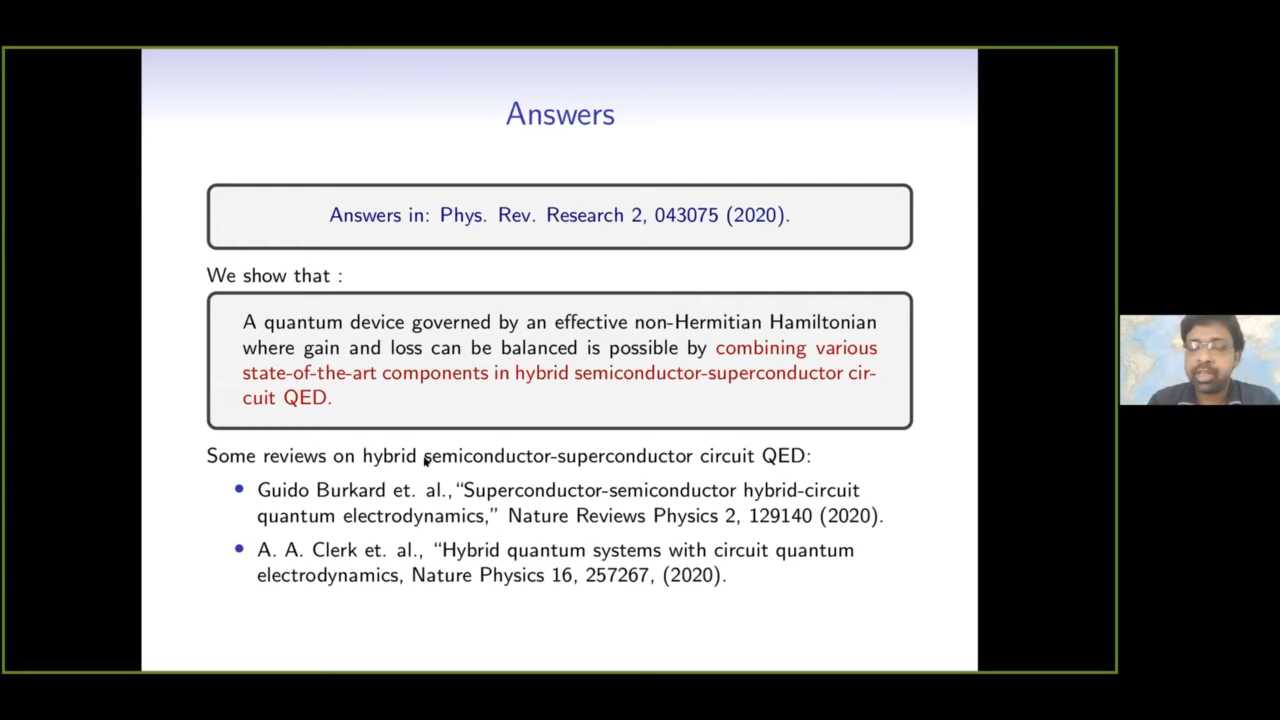 Answers
Answers in: Phys. Rev. Research 2, 043075 (2020).
We show that :
A quantum device governed by an effective non-Hermitian Hamiltonian
where gain and loss can be balanced is possible by combining various
state-of-the-art components in hybrid semiconductor-superconductor cir-
cuit QED.
Some reviews on hybrid semiconductor-superconductor circuit QED:
• Guido Burkard et. al.,“Superconductor-semiconductor hybrid-circuit
quantum electrodynamics,” Nature Reviews Physics 2, 129140 (2020).
• A. A. Clerk et. al., “Hybrid quantum systems with circuit quantum
electrodynamics, Nature Physics 16, 257267, (2020).